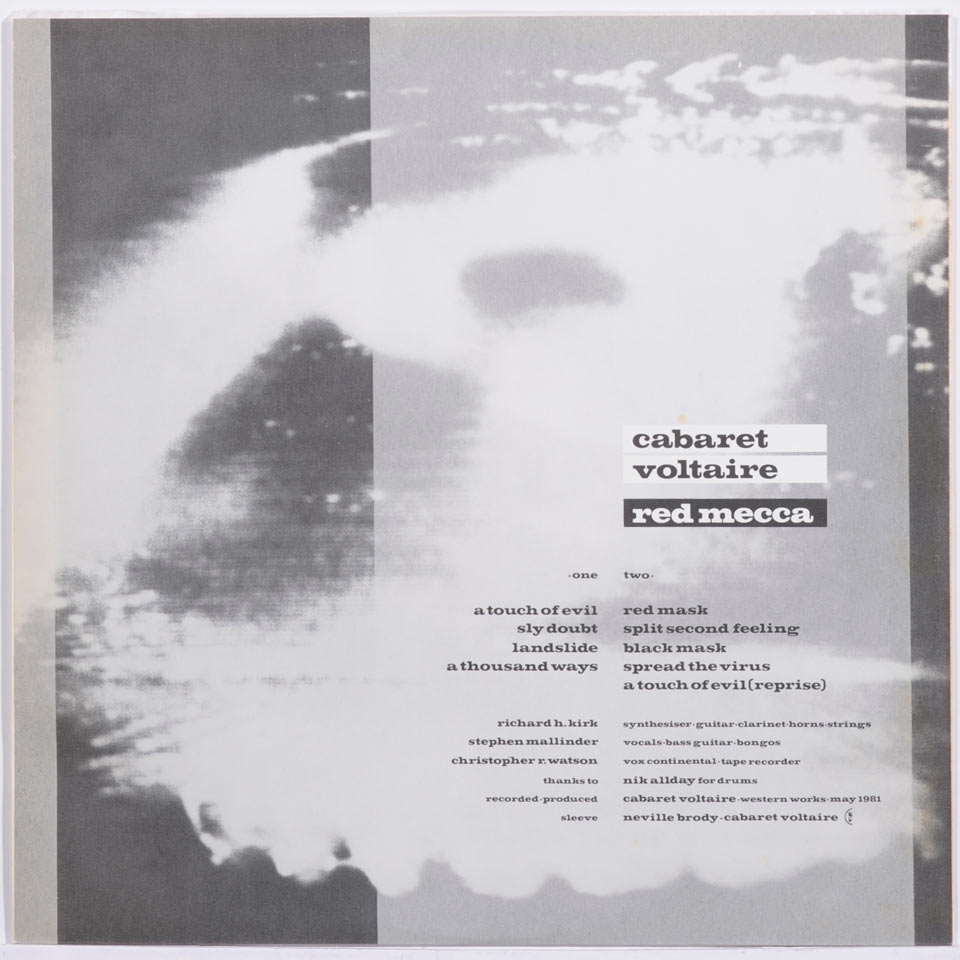 cabaret
voltaire
red mecca
·one two·
a touch of evil red mask
sly doubt split second feeling
landslide black mask
a thousand ways spread the virus
a touch of evil (reprise)
richard h. kirk synthesiser·guitar·clarinet·horns·strings
stephen mallinder vocals·bass guitar·bongos
christopher r. watson vox continental·tape recorder
thanks to nik allday for drums
recorded·produced cabaret voltaire·western works·may 1981
sleeve neville brody·cabaret voltaire